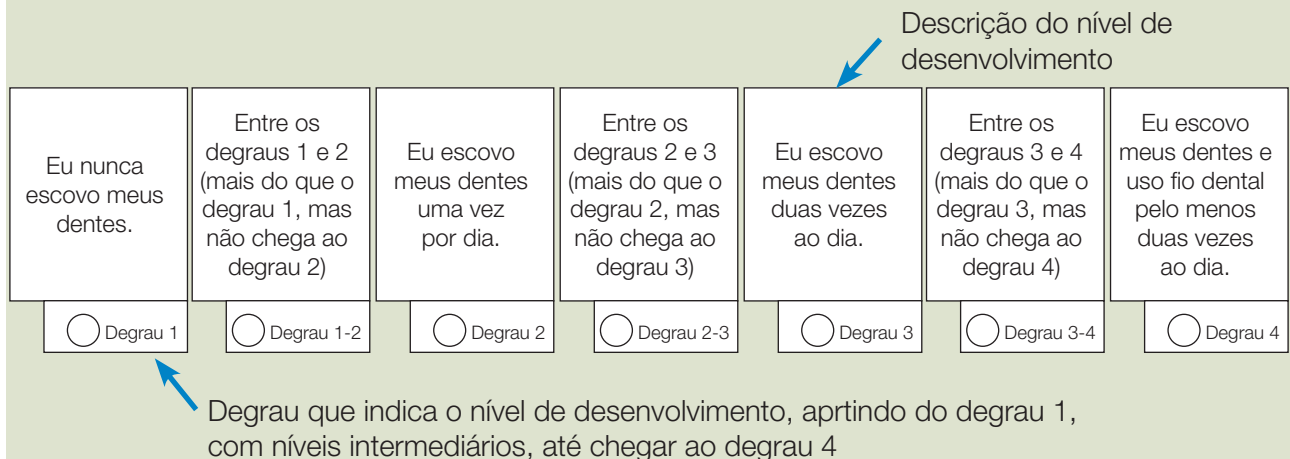 Descrição do nível de
desenvolvimento
Eu nunca
escovo meus
dentes.
Entre os
degraus 1 e 2
(mais do que o
degrau 1, mas
não chega ao
degrau 2)
Eu escovo
meus dentes
uma vez
por dia.
Entre os
degraus 2 e 3
(mais do que o
degrau 2, mas
não chega ao
degrau 3)
Eu escovo
meus dentes
duas vezes
ao dia.
Entre os
degraus 3 e 4
(mais do que o
degrau 3, mas
não chega ao
degrau 4)
Eu escovo
meus dentes e
uso fio dental
pelo menos
duas vezes
ao dia.
Degrau 1
Degrau 1-2
Degrau 2
Degrau 2-3
Degrau 3
Degrau 3-4
Degrau 4
Degrau que indica o nível de desenvolvimento, aprtindo do degrau 1,
com níveis intermediários, até chegar ao degrau 4